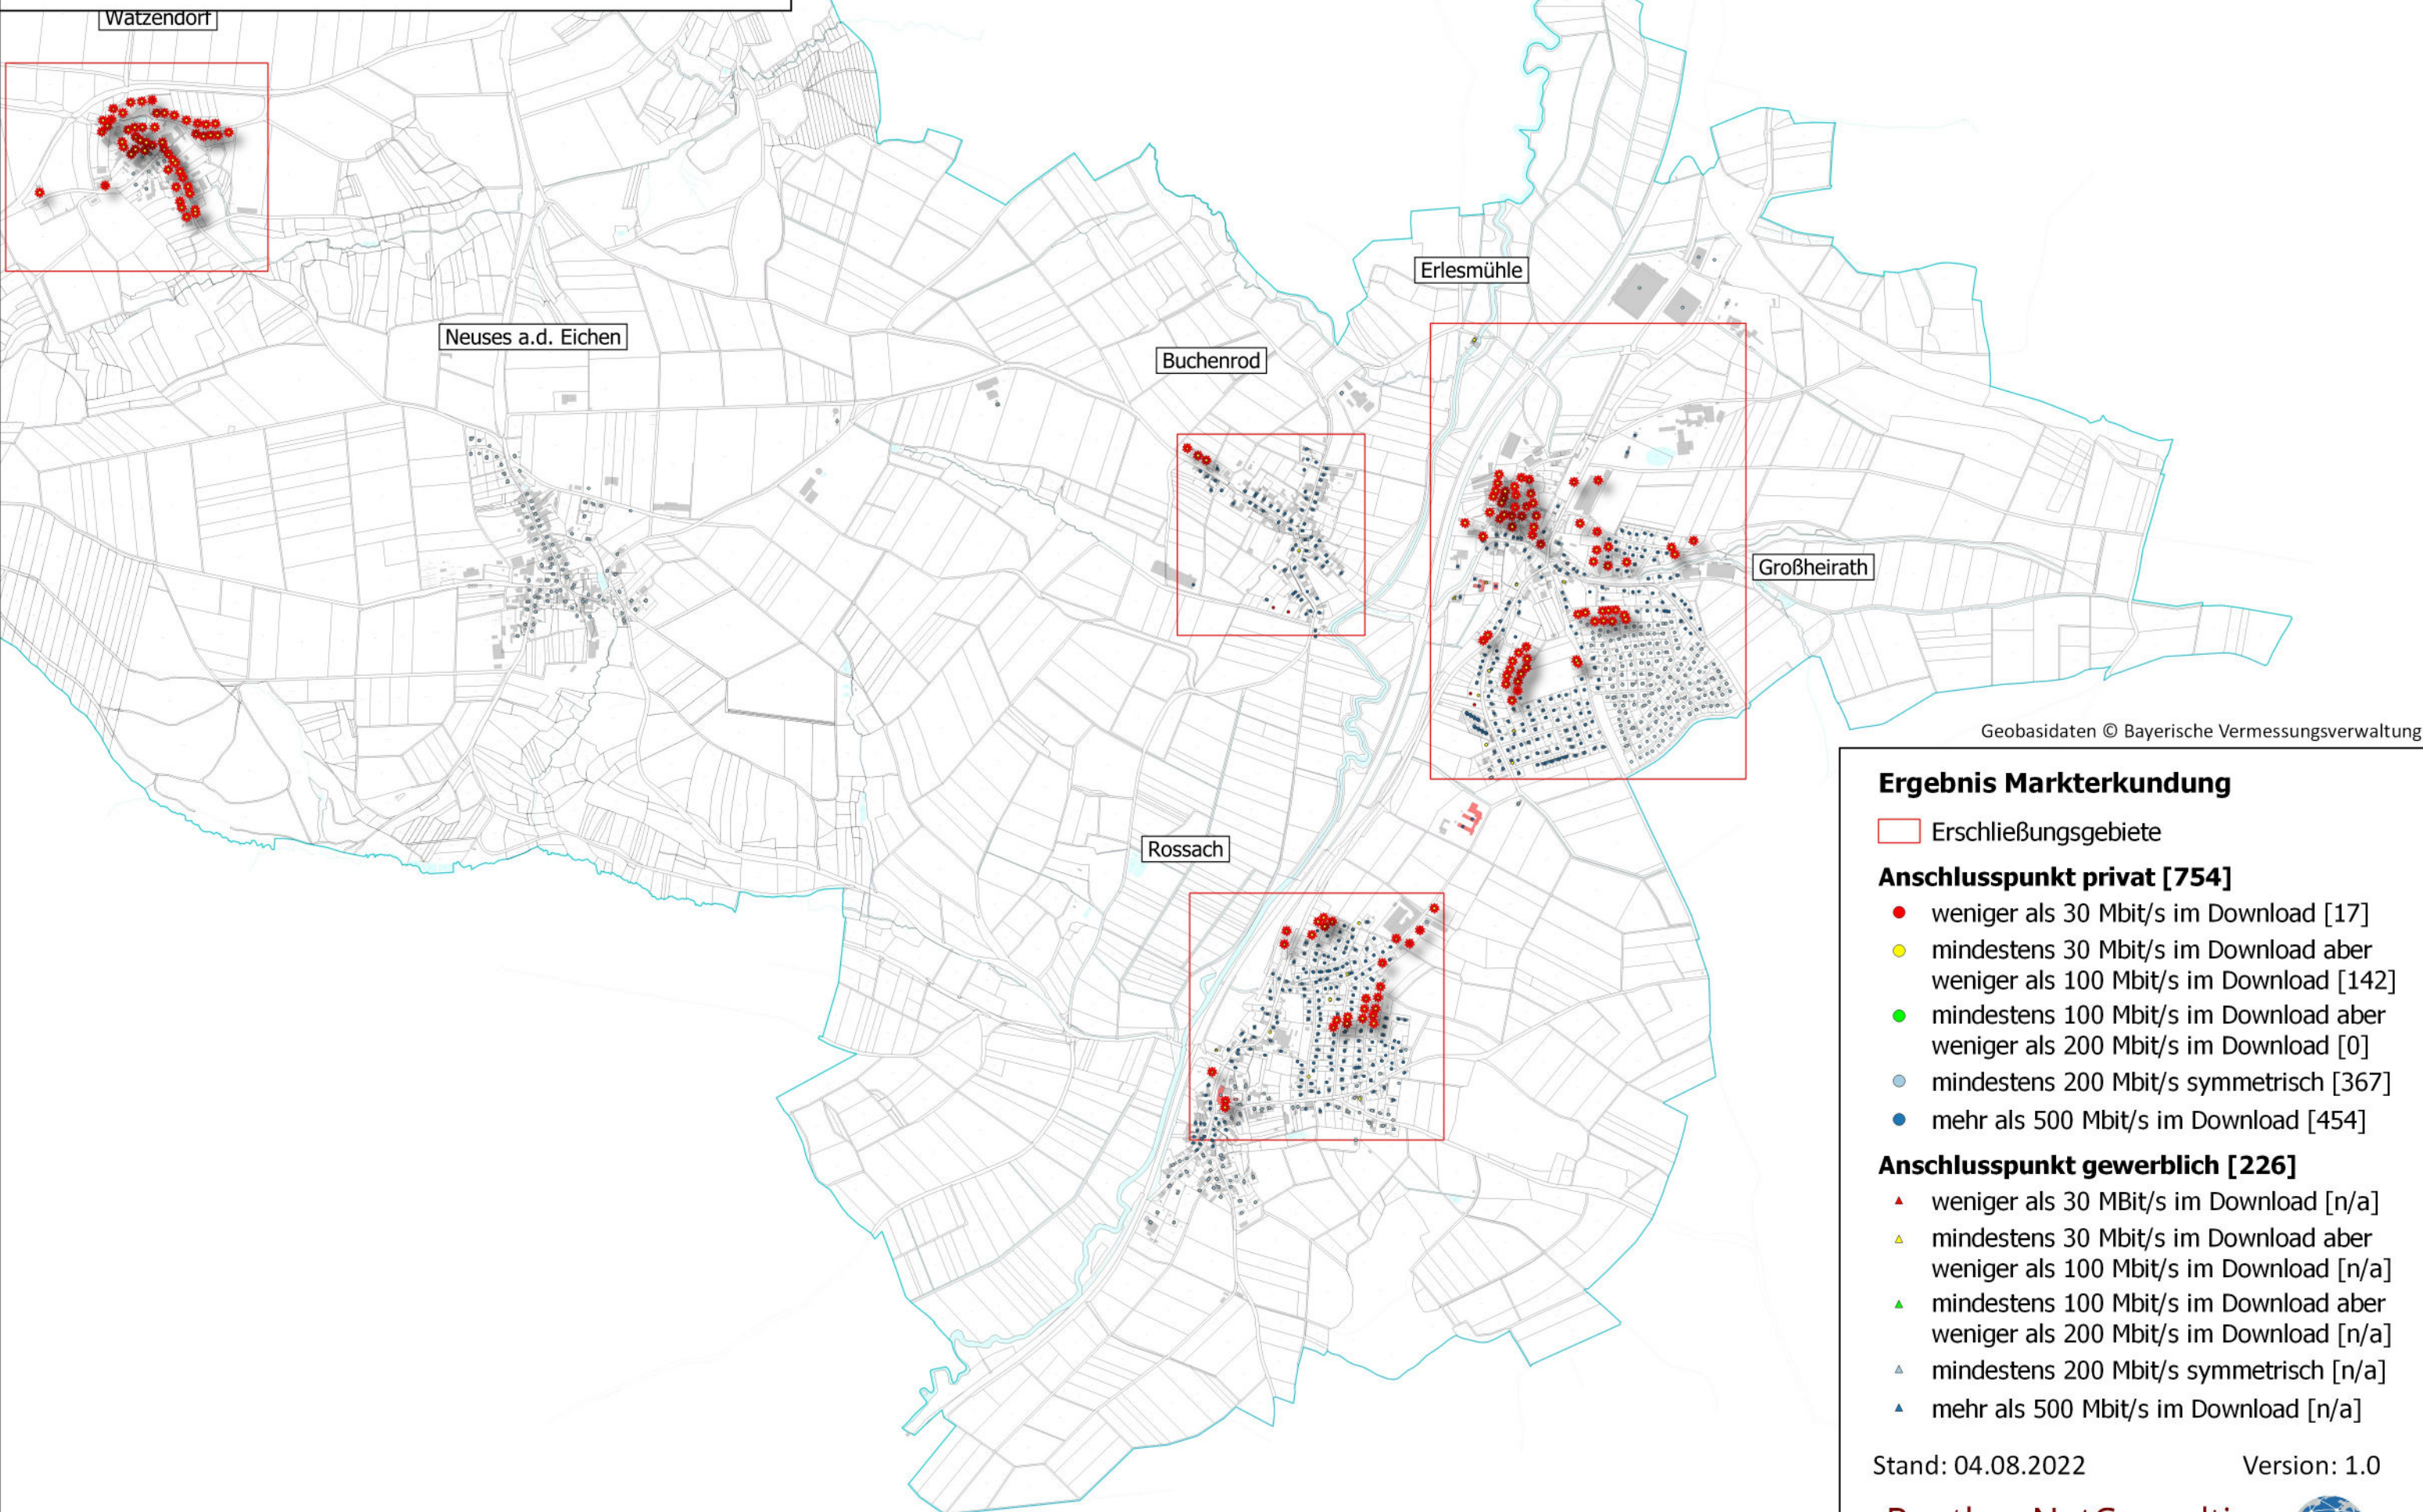 Watzendorf
Erlesmühle
Neuses a.d. Eichen
Buchenrod
Großheirath
Geobasidaten © Bayerische Vermessungsverwaltung
Rossach
Ergebnis Markterkundung
Erschließungsgebiete
Anschlusspunkt privat [754]
weniger als 30 Mbit/s im Download [17]
mindestens 30 Mbit/s im Download aber
weniger als 100 Mbit/s im Download [142]
mindestens 100 Mbit/s im Download aber
weniger als 200 Mbit/s im Download [0]
mindestens 200 Mbit/s symmetrisch [367]
mehr als 500 Mbit/s im Download [454]
Anschlusspunkt gewerblich [226]
weniger als 30 MBit/s im Download [n/a]
mindestens 30 Mbit/s im Download aber
weniger als 100 Mbit/s im Download [n/a]
mindestens 100 Mbit/s im Download aber
weniger als 200 Mbit/s im Download [n/a]
mindestens 200 Mbit/s symmetrisch [n/a]
mehr als 500 Mbit/s im Download [n/a]
Stand: 04.08.2022 Version: 1.0